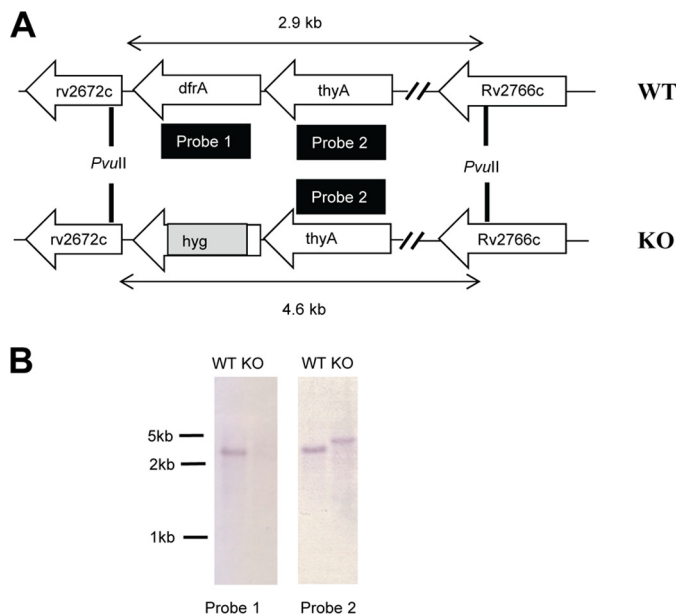 A
2.9 kb
rv2672c dfrA thyA Rv2766c WT
Probe 1 Probe 2
PvuII PvuII
Probe 2
rv2672c hyg thyA Rv2766c KO
4.6 kb
B
WT KO WT KO
5kb
2kb
1kb
Probe 1 Probe 2